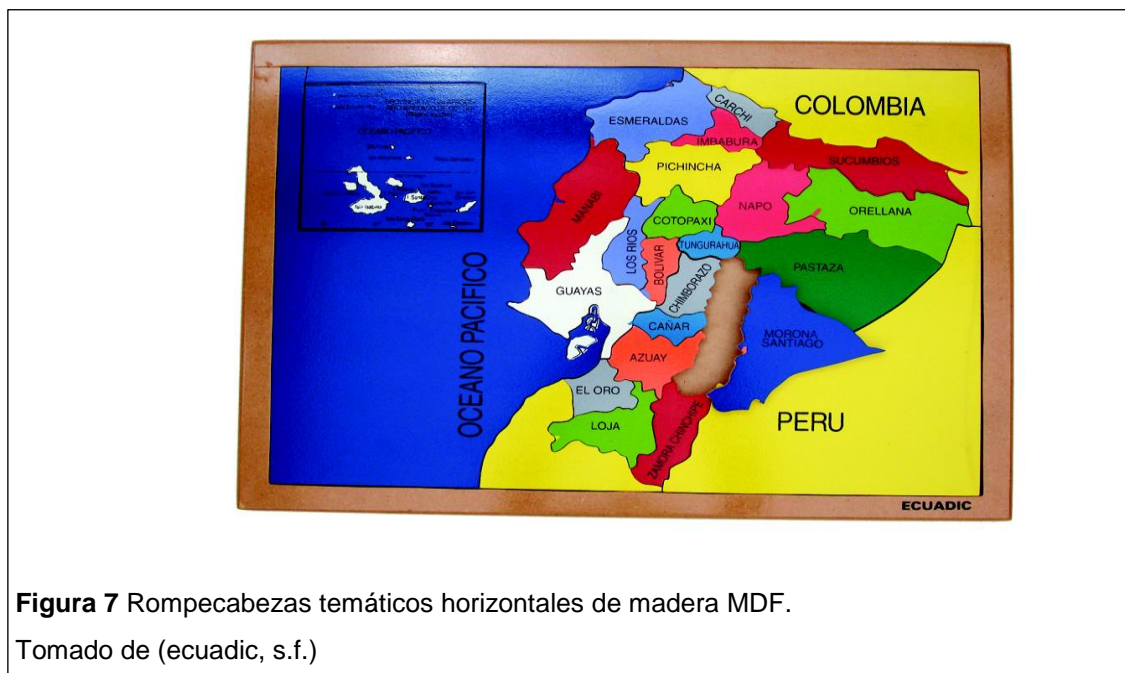 OCEANO PACIFICO
COLOMBIA
CARCHI
ESMERALDAS
IMBABURA
SUCUMBIOS
PICHINCHA
MANABI
NAPO
ORELLANA
COTOPAXI
LOS RIOS
TUNGURAHUA
BOLIVAR
PASTAZA
CHIMBORAZO
GUAYAS
OCEANO PACIFICO
CAÑAR
MORONA
SANTIAGO
AZUAY
EL ORO
PERU
LOJA
ZAMORA CHINCHIPE
ECUADIC
Figura 7 Rompecabezas temáticos horizontales de madera MDF.
Tomado de (ecuadic, s.f.)